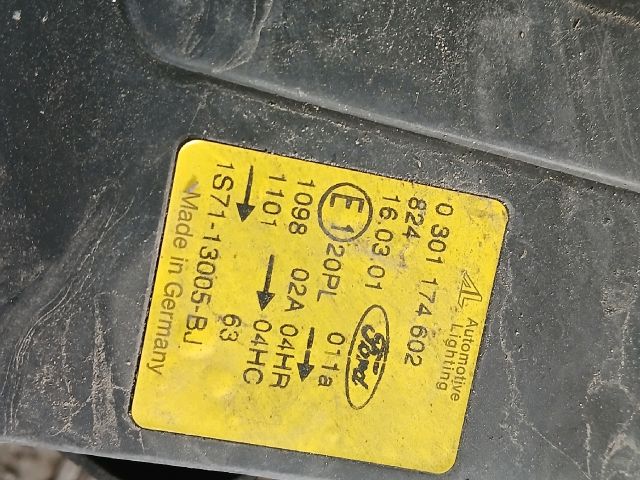 AL Automotive
Lighting
0 301 174 602
824
16.03.01 Ford
E1 20PL 011a
1098 02A 04HR
1101 04HC
63
1S71-13005-BJ
Made in Germany